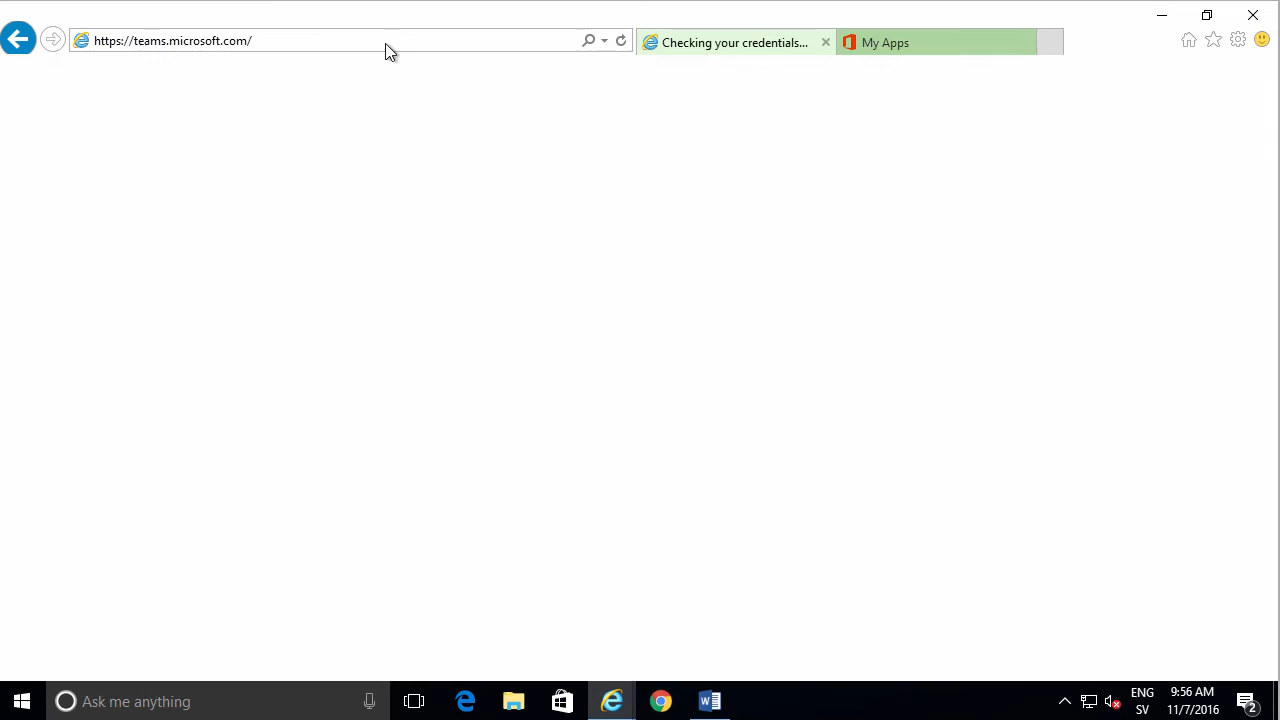 https://teams.microsoft.com/
Checking your credentials...
My Apps
Ask me anything
ENG
SV
9:56 AM
11/7/2016
2